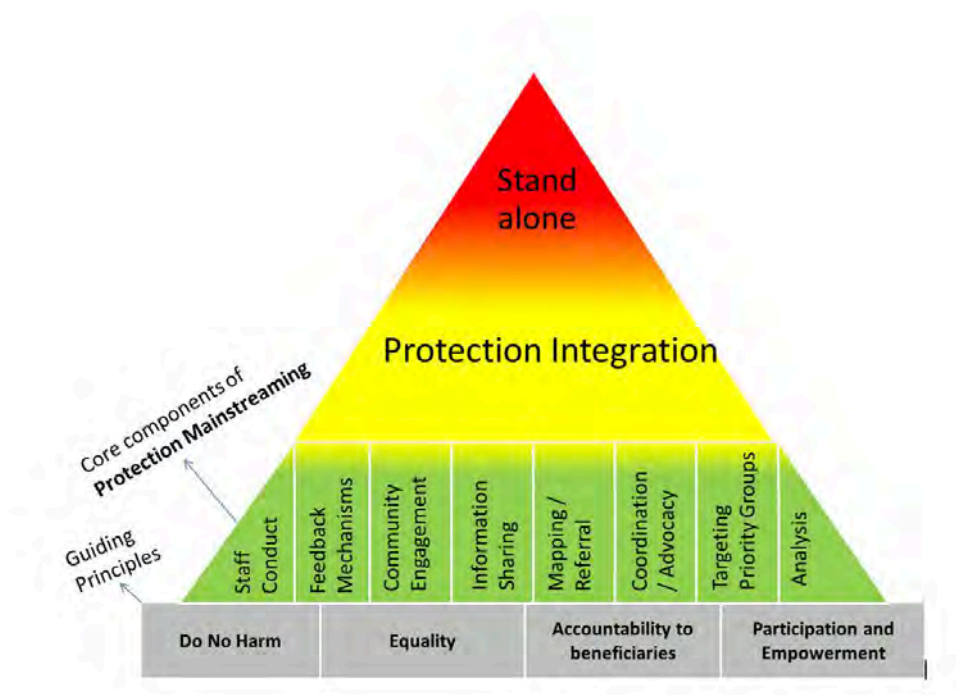 Stand
alone
Protection Integration
Core components of
Protection Mainstreaming
Guiding
Principles
Staff
Conduct
Feedback
Mechanisms
Community
Engagement
Information
Sharing
Mapping /
Referral
Coordination
/ Advocacy
Targeting
Priority Groups
Analysis
Do No Harm
Equality
Accountability to
beneficiaries
Participation and
Empowerment